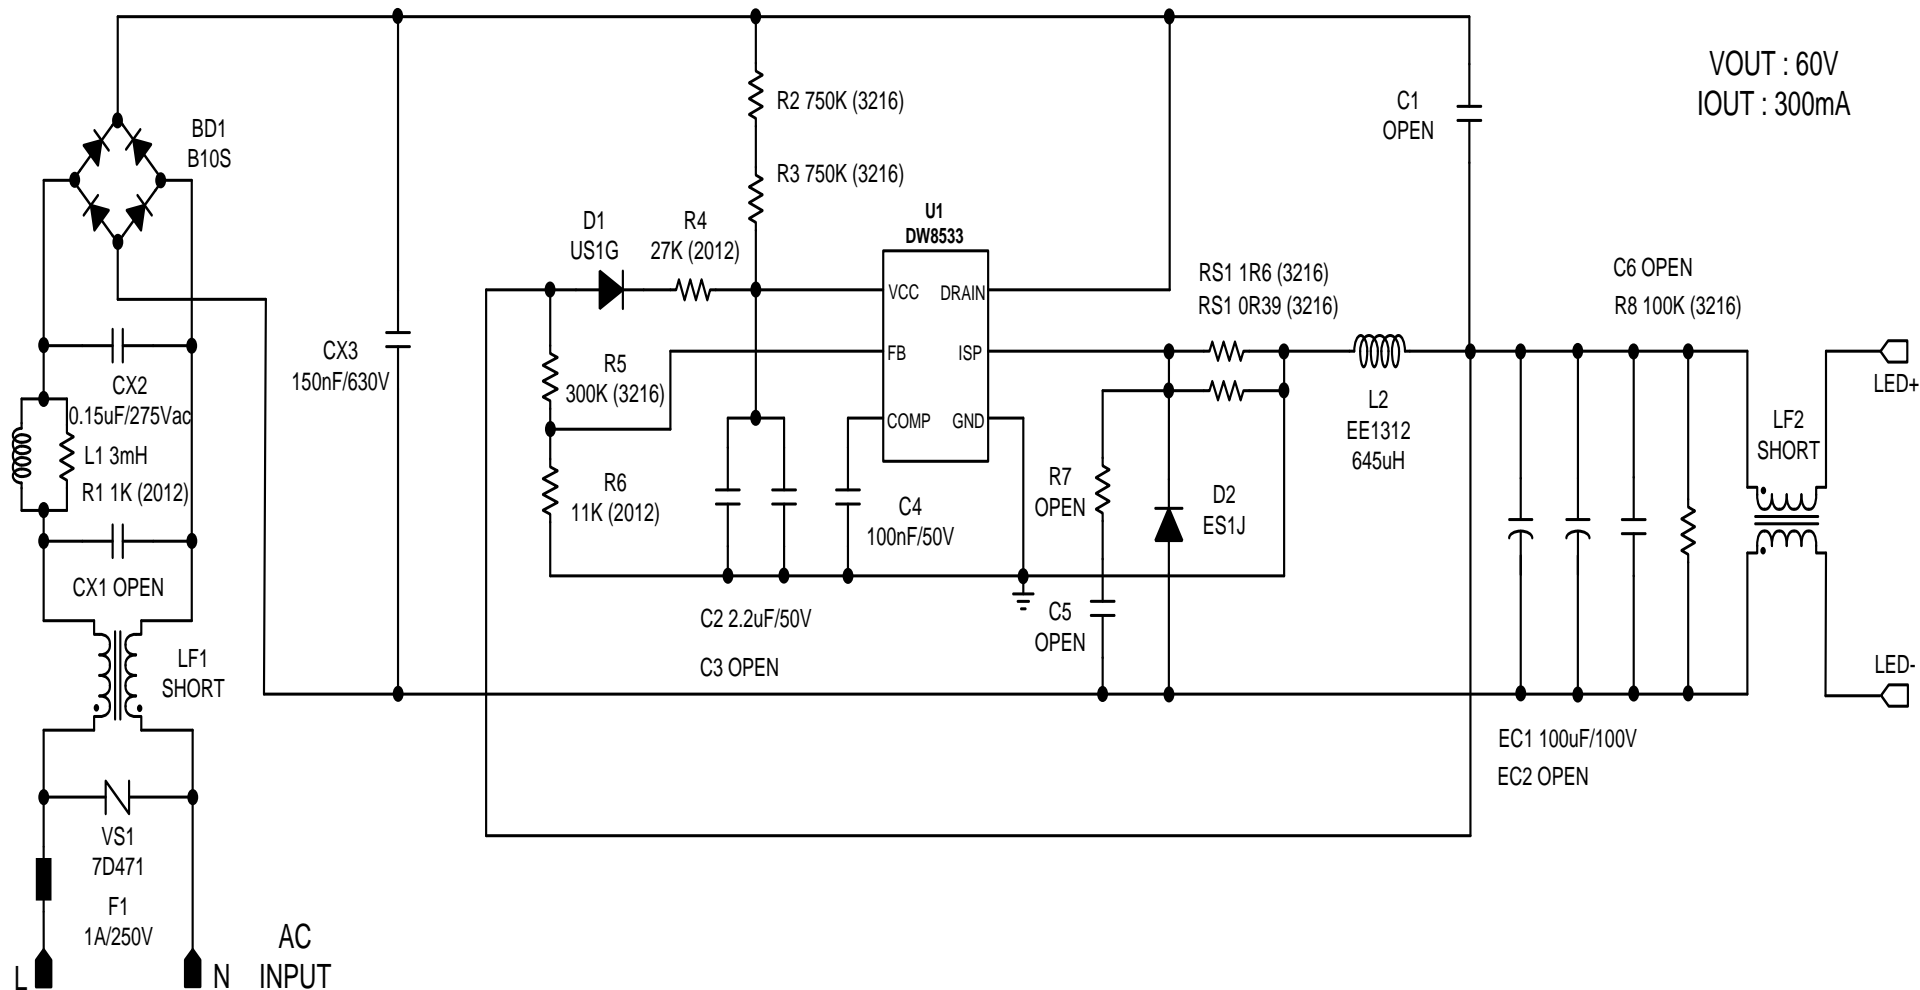 VOUT : 60V
IOUT : 300mA
BD1
B10S
R2 750K (3216)
C1
OPEN
R3 750K (3216)
D1
US1G
R4
27K (2012)
U1
DW8533
VCC
DRAIN
FB
ISP
COMP
GND
RS1 1R6 (3216)
RS1 0R39 (3216)
C6 OPEN
R8 100K (3216)
CX3
150nF/630V
CX2
0.15uF/275Vac
L1 3mH
R1 1K (2012)
CX1 OPEN
R5
300K (3216)
R6
11K (2012)
C4
100nF/50V
R7
OPEN
D2
ES1J
L2
EE1312
645uH
LED+
LF2
SHORT
C2 2.2uF/50V
C3 OPEN
C5
OPEN
LF1
SHORT
LED-
EC1 100uF/100V
EC2 OPEN
VS1
7D471
F1
1A/250V
L
N
AC
INPUT